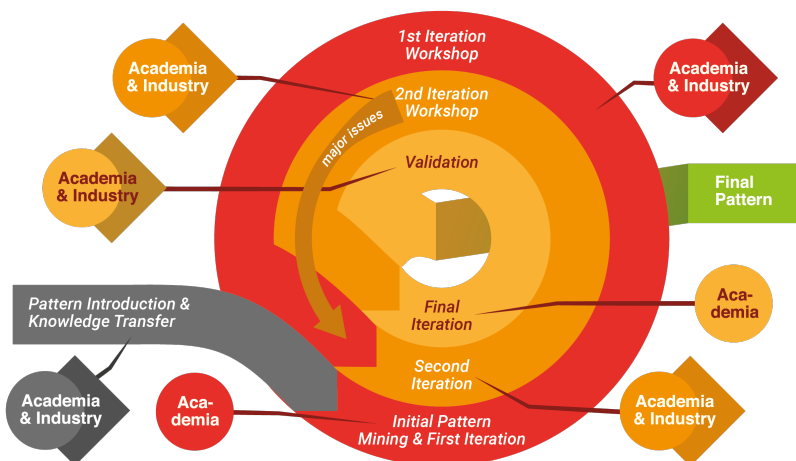 1st Iteration
Workshop
Academia
& Industry
Academia
& Industry
2nd Iteration
Workshop
major issues
Validation
Academia
& Industry
Final
Pattern
Pattern Introduction &
Knowledge Transfer
Final
Iteration
Aca-
demia
Second
Iteration
Academia
& Industry
Aca-
demia
Academia
& Industry
Initial Pattern
Mining & First Iteration